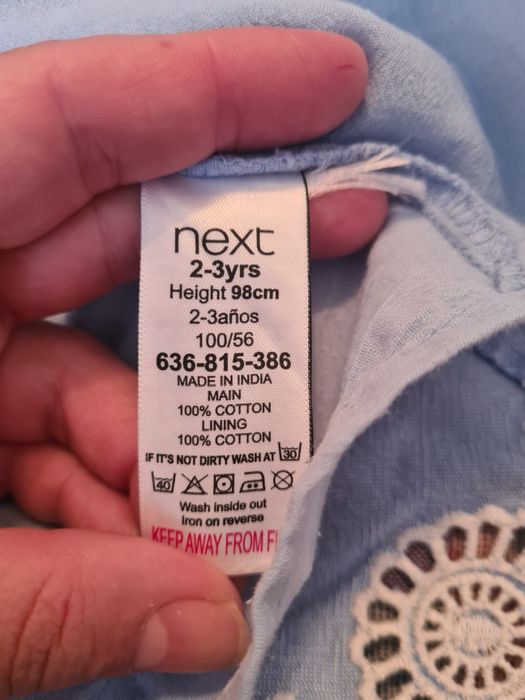 next
2-3yrs
Height 98cm
2-3años
100/56
636-815-386
MADE IN INDIA
MAIN
100% COTTON
LINING
100% COTTON
IF IT'S NOT DIRTY WASH AT 30
40
Wash inside out
Iron on reverse
KEEP AWAY FROM